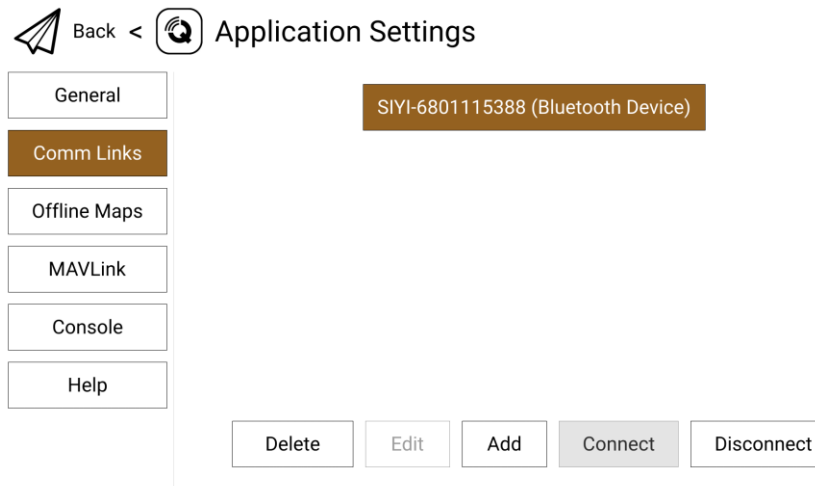 Back < Application Settings
General
SIYI-6801115388 (Bluetooth Device)
Comm Links
Offline Maps
MAVLink
Console
Help
Delete Edit Add Connect Disconnect